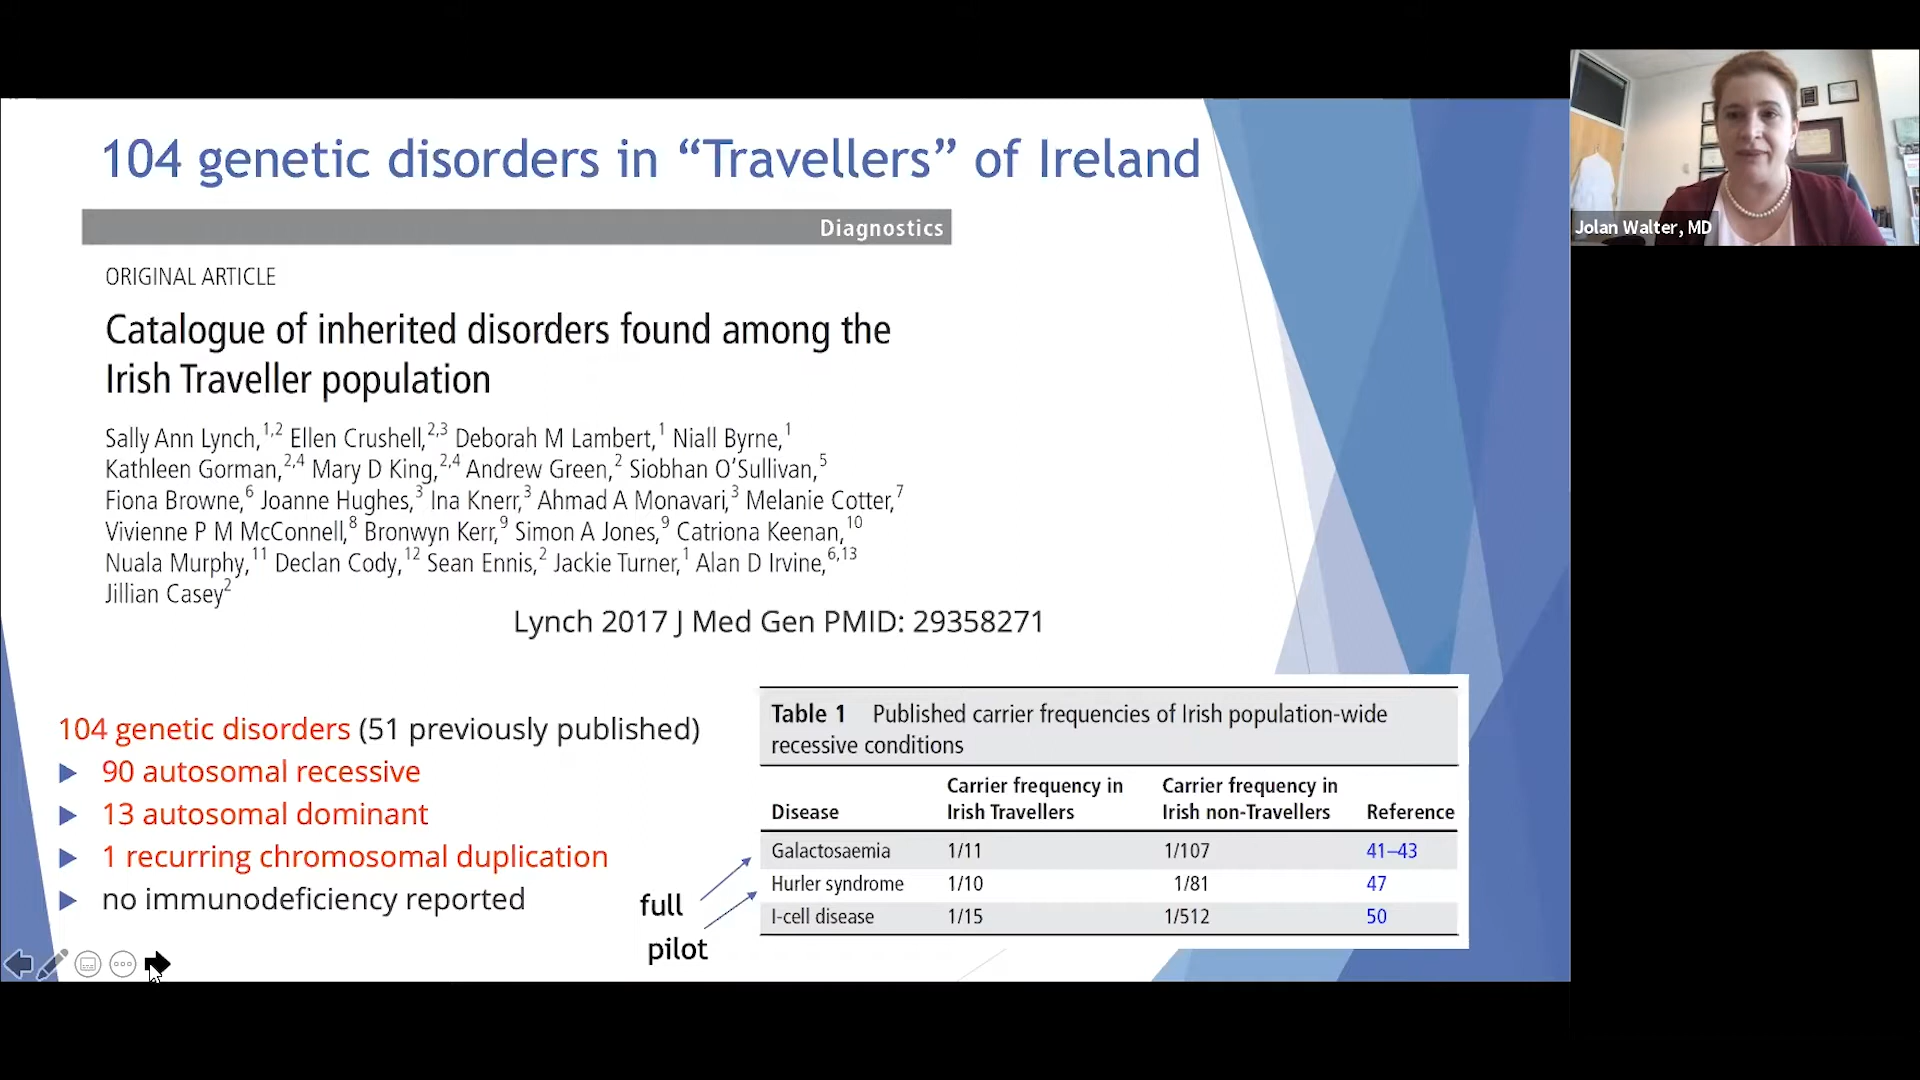 104 genetic disorders in “Travellers” of Ireland
Diagnostics
ORIGINAL ARTICLE
Catalogue of inherited disorders found among the
Irish Traveller population
Sally Ann Lynch,1,2 Ellen Crushell,2,3 Deborah M Lambert,1 Niall Byrne,1
Kathleen Gorman,2,4 Mary D King,2,4 Andrew Green,2 Siobhan O’Sullivan,5
Fiona Browne,6 Joanne Hughes,3 Ina Knerr,3 Ahmad A Monavari,3 Melanie Cotter,7
Vivienne P M McConnell,8 Bronwyn Kerr,9 Simon A Jones,9 Catriona Keenan,10
Nuala Murphy,11 Declan Cody,12 Sean Ennis,2 Jackie Turner,1 Alan D Irvine,6,13
Jillian Casey2
Lynch 2017 J Med Gen PMID: 29358271
104 genetic disorders (51 previously published)
90 autosomal recessive
13 autosomal dominant
1 recurring chromosomal duplication
no immunodeficiency reported
full
pilot
Table 1 Published carrier frequencies of Irish population-wide
recessive conditions
Carrier frequency in Carrier frequency in
Disease Irish Travellers Irish non-Travellers Reference
Galactosaemia 1/11 1/107 41–43
Hurler syndrome 1/10 1/81 47
I-cell disease 1/15 1/512 50
Jolan Walter, MD